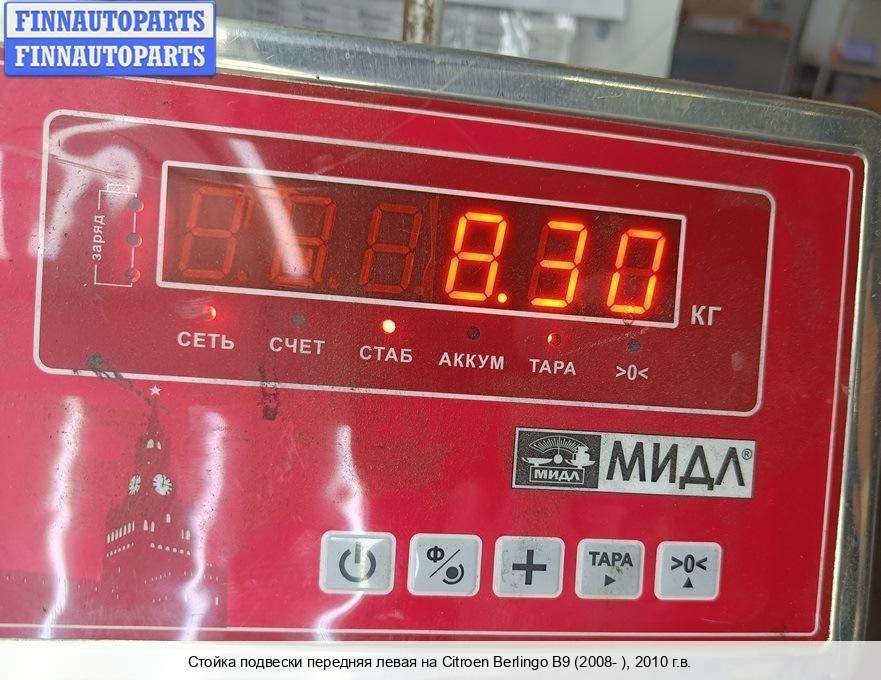 FINNAUTOPARTS
FINNAUTOPARTS
заряд
8.30
КГ
СЕТЬ СЧЕТ СТАБ АККУМ ТАРА >0<
МИДЛ МИДЛ®
Ф ТАРА >0<
Стойка подвески передняя левая на Citroen Berlingo B9 (2008- ), 2010 г.в.